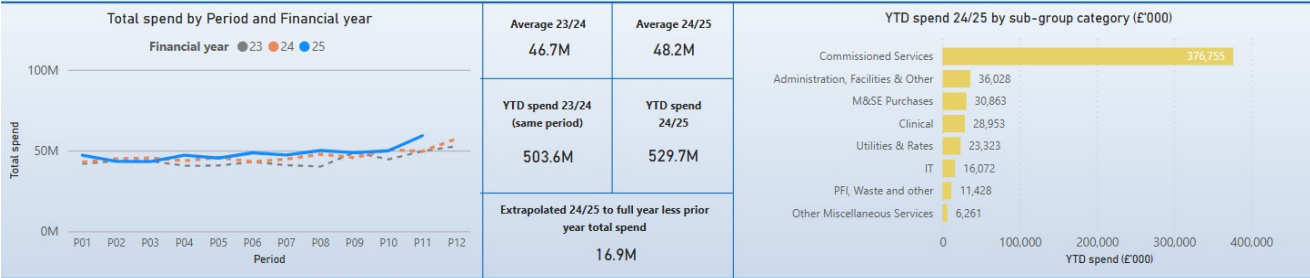 Total spend by Period and Financial year
Financial year 23 24 25
100M
50M
0M
Total spend
P01 P02 P03 P04 P05 P06 P07 P08 P09 P10 P11 P12
Period
Average 23/24
46.7M
Average 24/25
48.2M
YTD spend 23/24
(same period)
503.6M
YTD spend
24/25
529.7M
Extrapolated 24/25 to full year less prior
year total spend
16.9M
YTD spend 24/25 by sub-group category (£'000)
Commissioned Services 376,755
Administration, Facilities & Other 36,028
M&SE Purchases 30,863
Clinical 28,953
Utilities & Rates 23,323
IT 16,072
PFI, Waste and other 11,428
Other Miscellaneous Services 6,261
0 100,000 200,000 300,000 400,000
YTD spend (£'000)